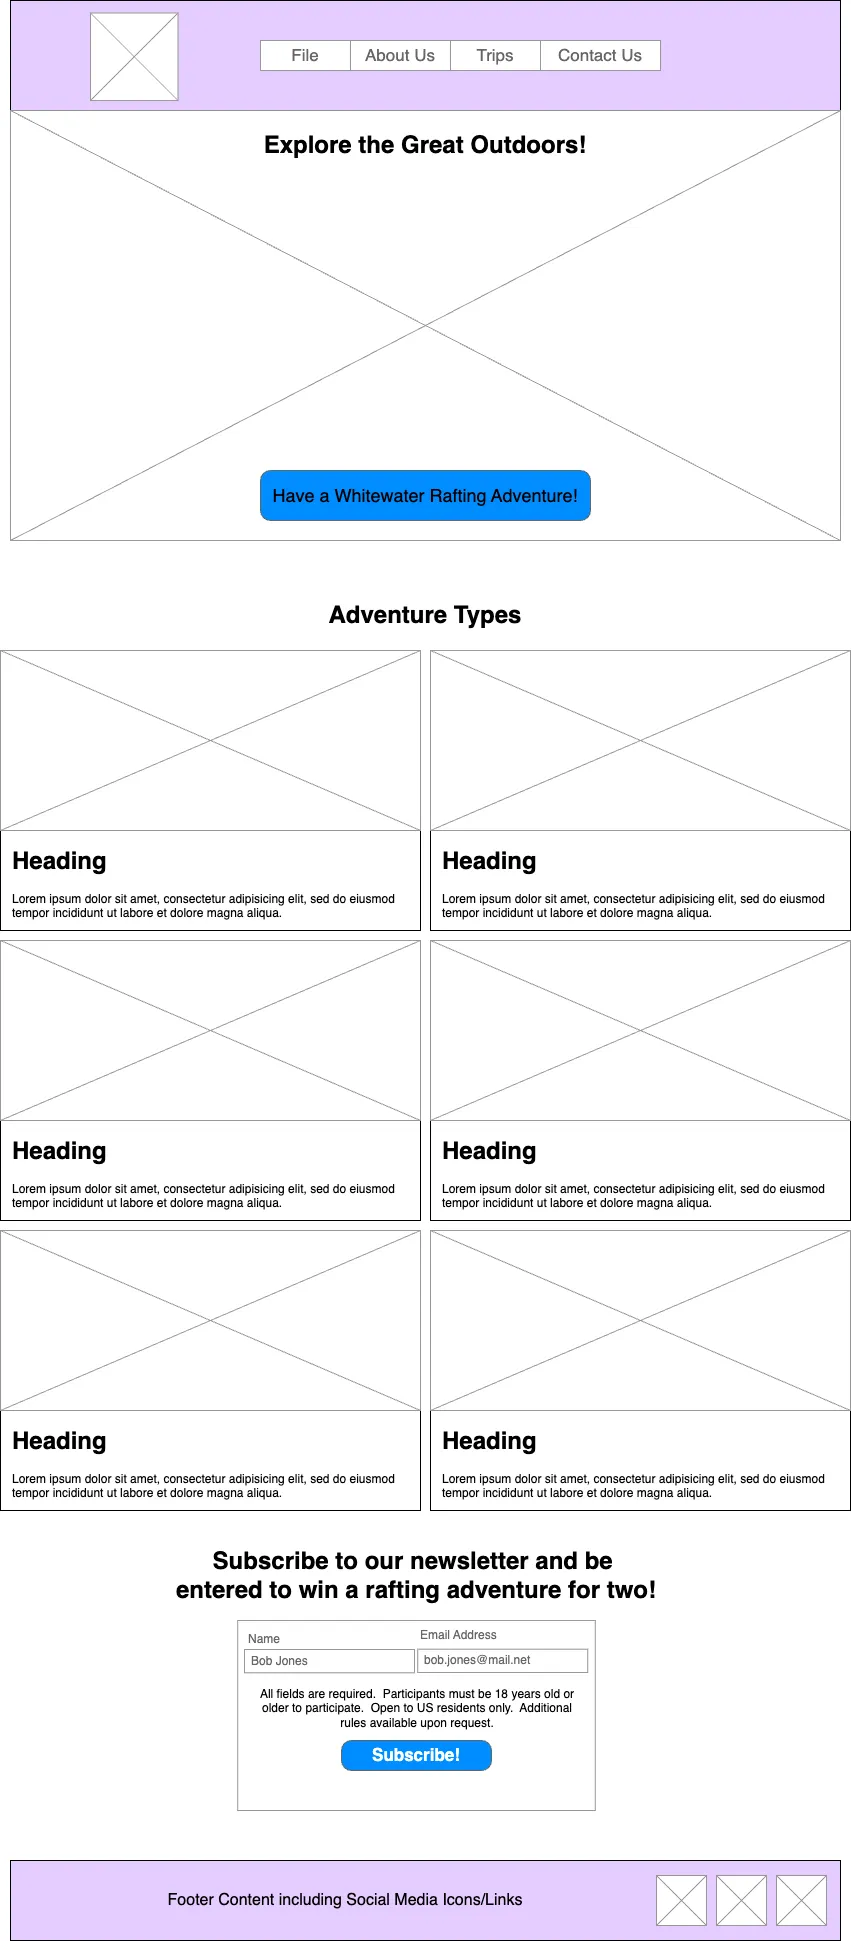 File
About Us
Trips
Contact Us
Explore the Great Outdoors!
Have a Whitewater Rafting Adventure!
Adventure Types
Heading
Lorem ipsum dolor sit amet, consectetur adipisicing elit, sed do eiusmod
tempor incididunt ut labore et dolore magna aliqua.
Heading
Lorem ipsum dolor sit amet, consectetur adipisicing elit, sed do eiusmod
tempor incididunt ut labore et dolore magna aliqua.
Heading
Lorem ipsum dolor sit amet, consectetur adipisicing elit, sed do eiusmod
tempor incididunt ut labore et dolore magna aliqua.
Heading
Lorem ipsum dolor sit amet, consectetur adipisicing elit, sed do eiusmod
tempor incididunt ut labore et dolore magna aliqua.
Heading
Lorem ipsum dolor sit amet, consectetur adipisicing elit, sed do eiusmod
tempor incididunt ut labore et dolore magna aliqua.
Heading
Lorem ipsum dolor sit amet, consectetur adipisicing elit, sed do eiusmod
tempor incididunt ut labore et dolore magna aliqua.
Subscribe to our newsletter and be
entered to win a rafting adventure for two!
Name
Bob Jones
Email Address
bob.jones@mail.net
All fields are required.  Participants must be 18 years old or
older to participate.  Open to US residents only.  Additional
rules available upon request.
Subscribe!
Footer Content including Social Media Icons/Links